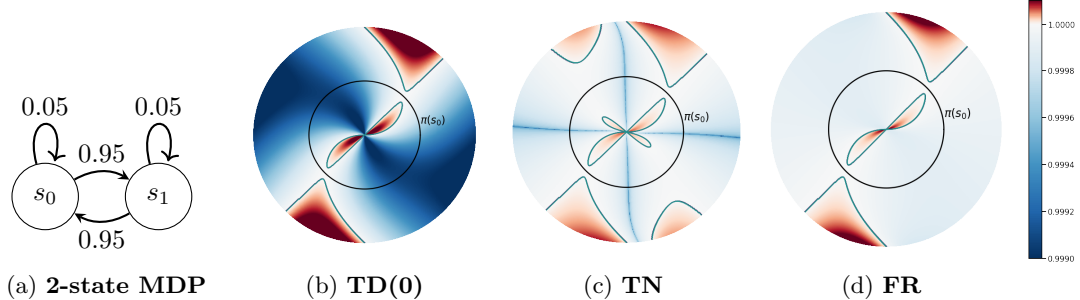 0.05
0.05
0.95
s₀
s₁
0.95
π(s₀)
π(s₀)
π(s₀)
1.0000
0.9998
0.9996
0.9994
0.9992
0.9990
(a) 2-state MDP
(b) TD(0)
(c) TN
(d) FR